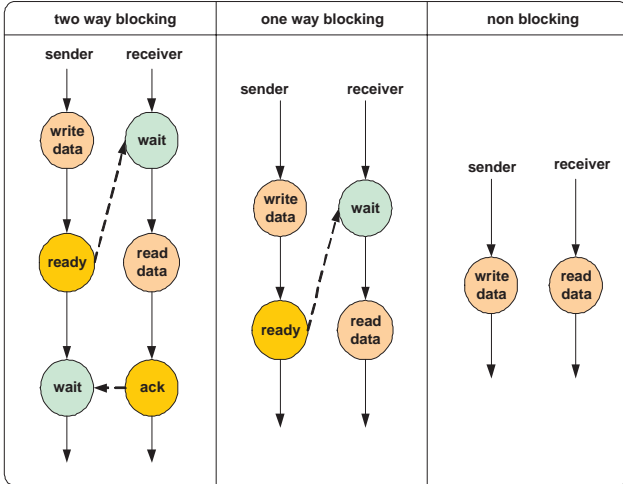 two way blocking
one way blocking
non blocking
sender
receiver
write
data
wait
ready
read
data
wait
ack
sender
receiver
write
data
wait
ready
read
data
sender
receiver
write
data
read
data